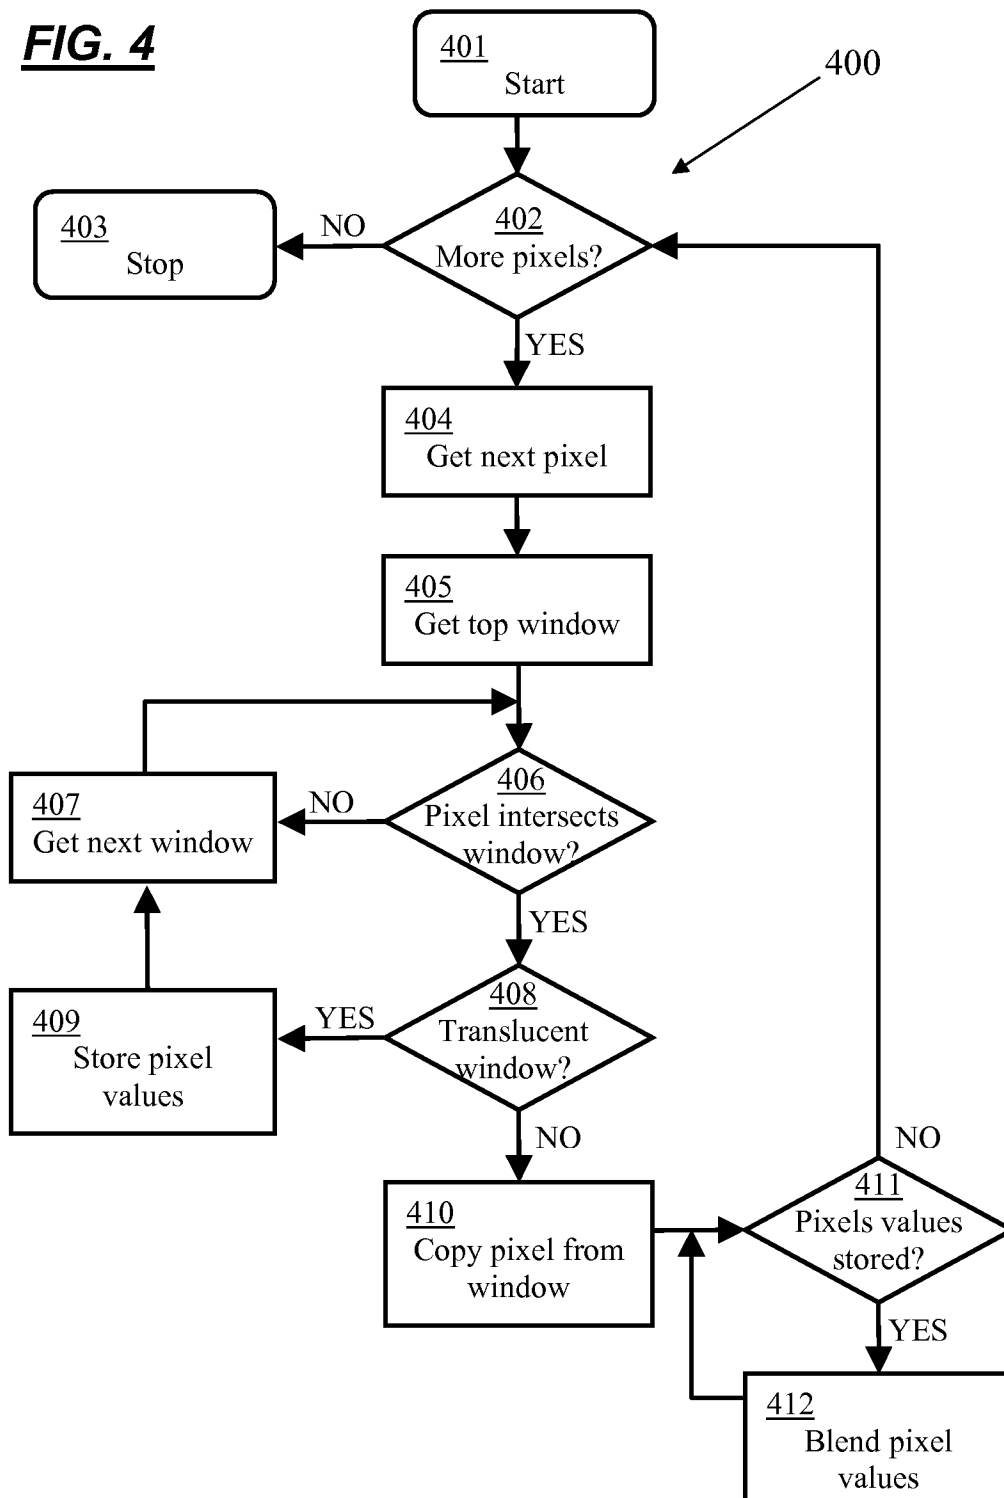 FIG. 4
401
Start
400
402
More pixels?
NO
403
Stop
YES
404
Get next pixel
405
Get top window
406
Pixel intersects
window?
NO
407
Get next window
YES
408
Translucent
window?
YES
409
Store pixel
values
NO
410
Copy pixel from
window
NO
411
Pixels values
stored?
YES
412
Blend pixel
values